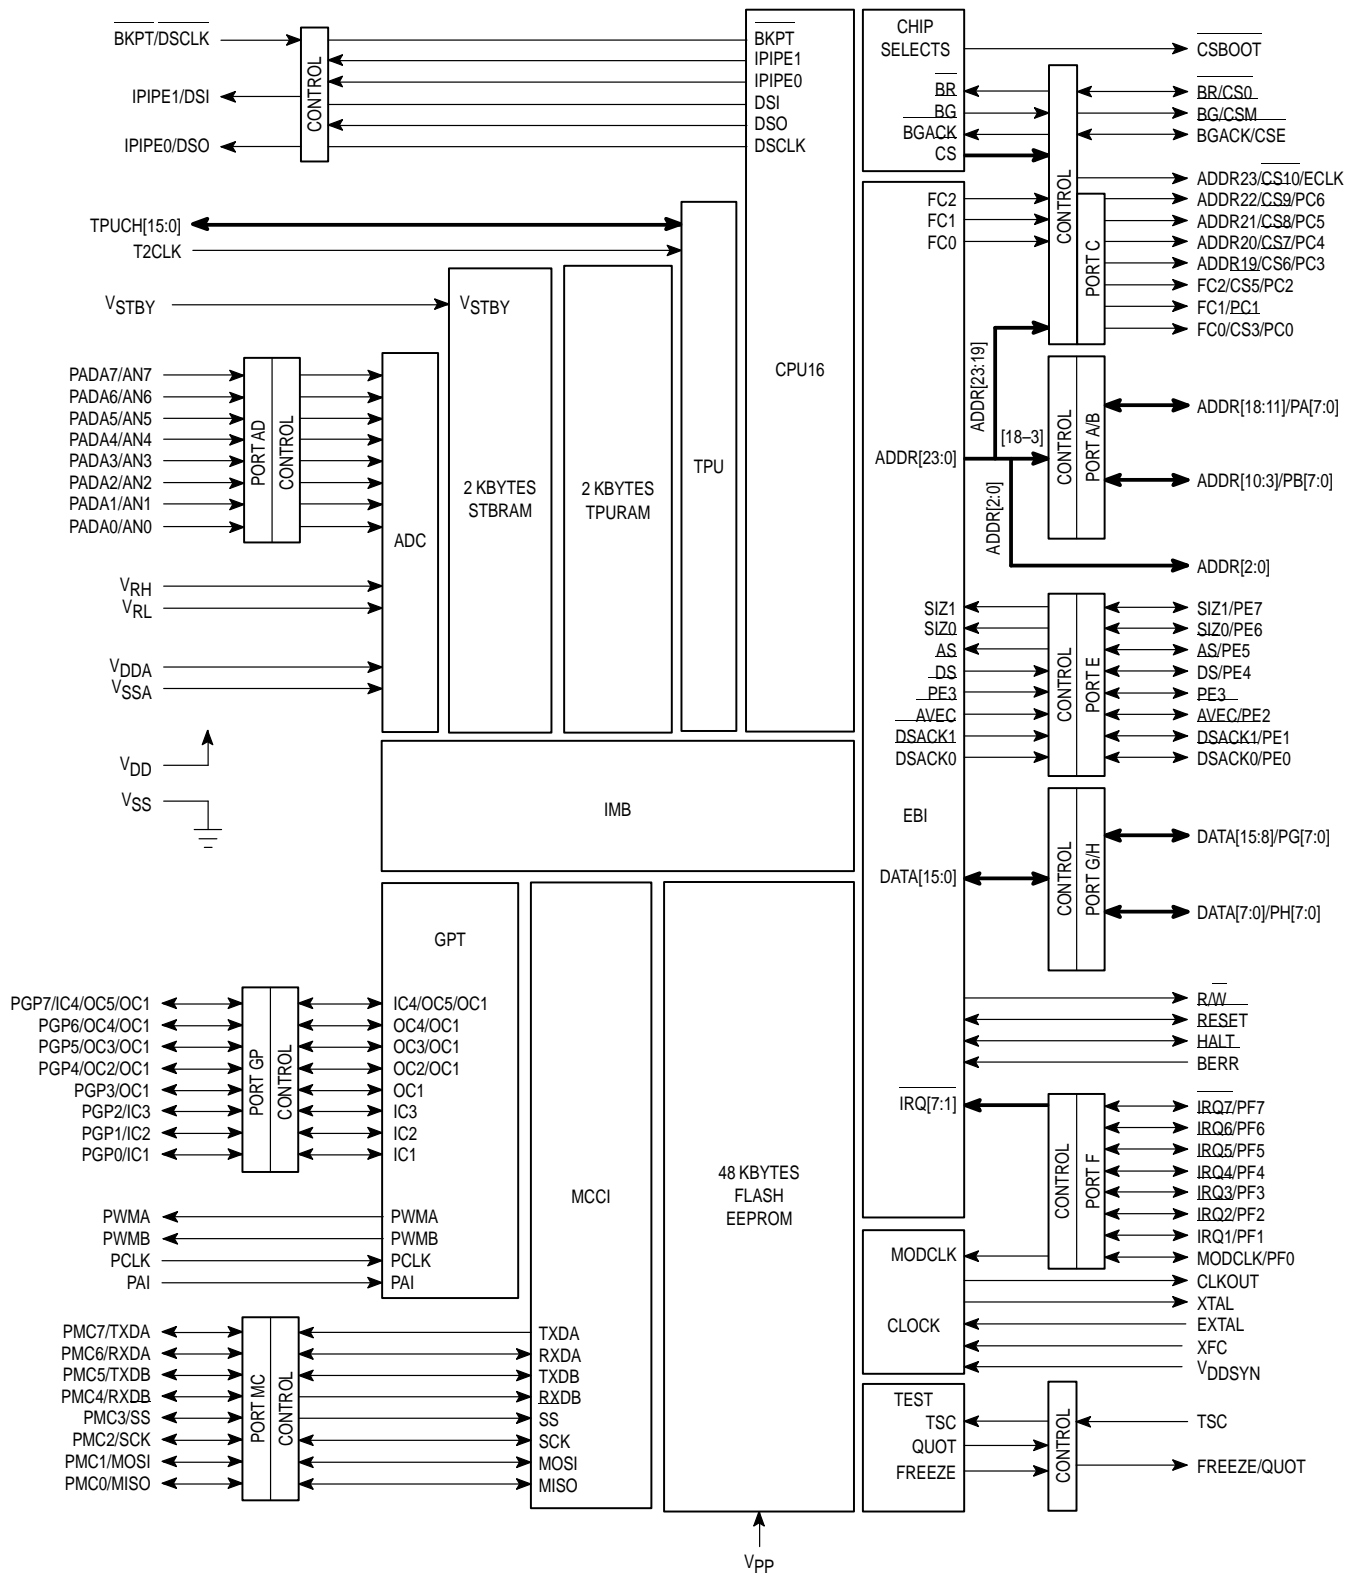 BKPT/DSCLK
IPIPE1/DSI
IPIPE0/DSO
CONTROL
BKPT
IPIPE1
IPIPE0
DSI
DSO
DSCLK
TPUCH[15:0]
T2CLK
VSTBY
VSTBY
PADA7/AN7
PADA6/AN6
PADA5/AN5
PADA4/AN4
PADA3/AN3
PADA2/AN2
PADA1/AN1
PADA0/AN0
PORT AD
CONTROL
VRH
VRL
VDDA
VSSA
VDD
VSS
ADC
2 KBYTES
STBRAM
2 KBYTES
TPURAM
TPU
CPU16
IMB
CHIP
SELECTS
BR
BG
BGACK
CS
FC2
FC1
FC0
CONTROL
PORT C
CSBOOT
BR/CS0
BG/CSM
BGACK/CSE
ADDR23/CS10/ECLK
ADDR22/CS9/PC6
ADDR21/CS8/PC5
ADDR20/CS7/PC4
ADDR19/CS6/PC3
FC2/CS5/PC2
FC1/PC1
FC0/CS3/PC0
ADDR[23:0]
ADDR[23:19]
[18–3]
ADDR[2:0]
CONTROL
PORT A/B
ADDR[18:11]/PA[7:0]
ADDR[10:3]/PB[7:0]
ADDR[2:0]
SIZ1
SIZ0
AS
DS
PE3
AVEC
DSACK1
DSACK0
CONTROL
PORT E
SIZ1/PE7
SIZ0/PE6
AS/PE5
DS/PE4
PE3
AVEC/PE2
DSACK1/PE1
DSACK0/PE0
EBI
DATA[15:0]
CONTROL
PORT G/H
DATA[15:8]/PG[7:0]
DATA[7:0]/PH[7:0]
R/W
RESET
HALT
BERR
IRQ[7:1]
CONTROL
PORT F
IRQ7/PF7
IRQ6/PF6
IRQ5/PF5
IRQ4/PF4
IRQ3/PF3
IRQ2/PF2
IRQ1/PF1
MODCLK/PF0
MODCLK
CLOCK
CLKOUT
XTAL
EXTAL
XFC
VDDSYN
TEST
TSC
QUOT
FREEZE
CONTROL
TSC
FREEZE/QUOT
GPT
PGP7/IC4/OC5/OC1
PGP6/OC4/OC1
PGP5/OC3/OC1
PGP4/OC2/OC1
PGP3/OC1
PGP2/IC3
PGP1/IC2
PGP0/IC1
PORT GP
CONTROL
IC4/OC5/OC1
OC4/OC1
OC3/OC1
OC2/OC1
OC1
IC3
IC2
IC1
PWMA
PWMB
PCLK
PAI
PWMA
PWMB
PCLK
PAI
MCCI
48 KBYTES
FLASH
EEPROM
PMC7/TXDA
PMC6/RXDA
PMC5/TXDB
PMC4/RXDB
PMC3/SS
PMC2/SCK
PMC1/MOSI
PMC0/MISO
PORT MC
CONTROL
TXDA
RXDA
TXDB
RXDB
SS
SCK
MOSI
MISO
VPP